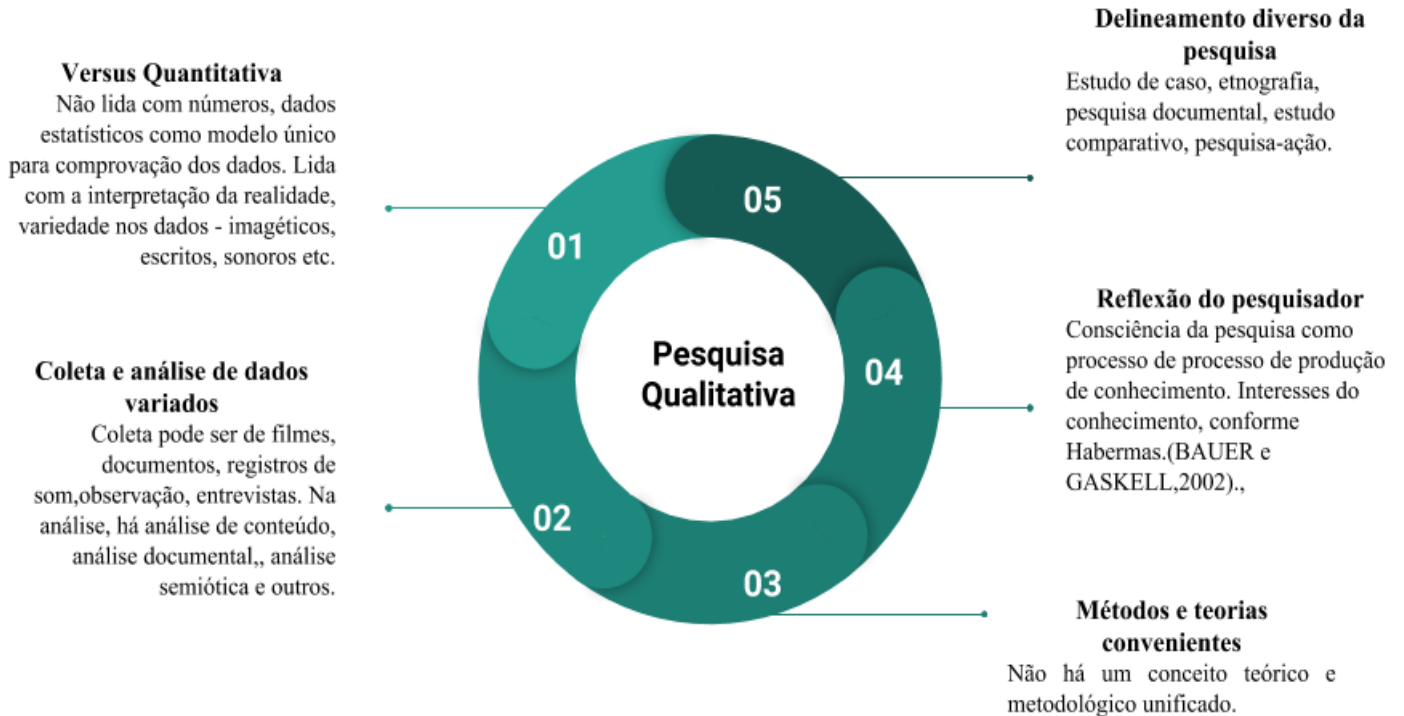 Versus Quantitativa
Não lida com números, dados
estatísticos como modelo único
para comprovação dos dados. Lida
com a interpretação da realidade,
variedade nos dados - imagéticos,
escritos, sonoros etc.
01
Coleta e análise de dados
variados
Coleta pode ser de filmes,
documentos, registros de
som,observação, entrevistas. Na
análise, há análise de conteúdo,
análise documental,, análise
semiótica e outros.
02
Pesquisa
Qualitativa
03
Métodos e teorias
convenientes
Não há um conceito teórico e
metodológico unificado.
04
Reflexão do pesquisador
Consciência da pesquisa como
processo de processo de produção
de conhecimento. Interesses do
conhecimento, conforme
Habermas.(BAUER e
GASKELL,2002).,
05
Delineamento diverso da
pesquisa
Estudo de caso, etnografia,
pesquisa documental, estudo
comparativo, pesquisa-ação.